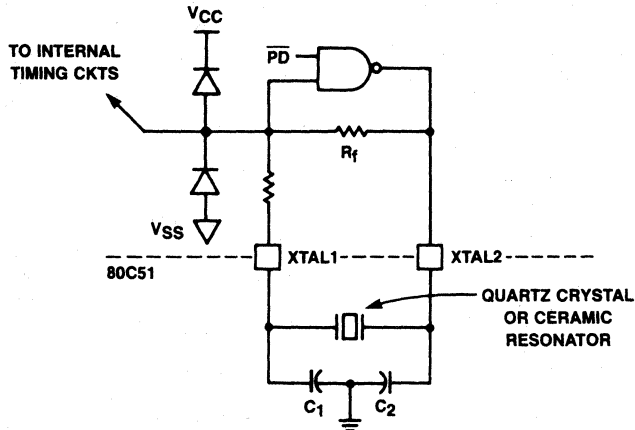 VCC
TO INTERNAL
TIMING CKTS
PD
Rf
VSS
XTAL1
XTAL2
80C51
QUARTZ CRYSTAL
OR CERAMIC
RESONATOR
C1
C2